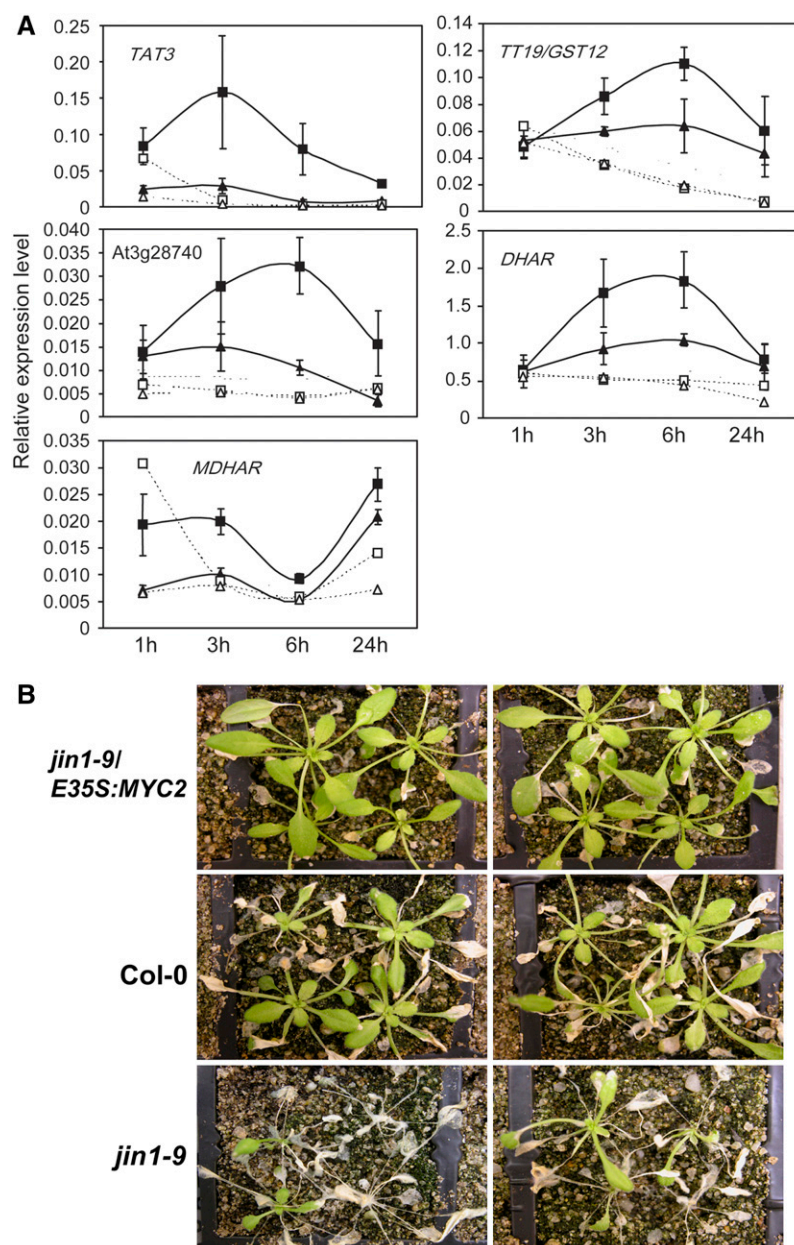 A
Relative expression level
TAT3
0.25
0.20
0.15
0.10
0.05
0
TT19/GST12
0.14
0.12
0.10
0.08
0.06
0.04
0.02
0
At3g28740
0.040
0.035
0.030
0.025
0.020
0.015
0.010
0.005
0
DHAR
2.5
2.0
1.5
1.0
0.5
0
1h 3h 6h 24h
MDHAR
0.035
0.030
0.025
0.020
0.015
0.010
0.005
0
1h 3h 6h 24h
B
jin1-9/
E35S:MYC2
Col-0
jin1-9